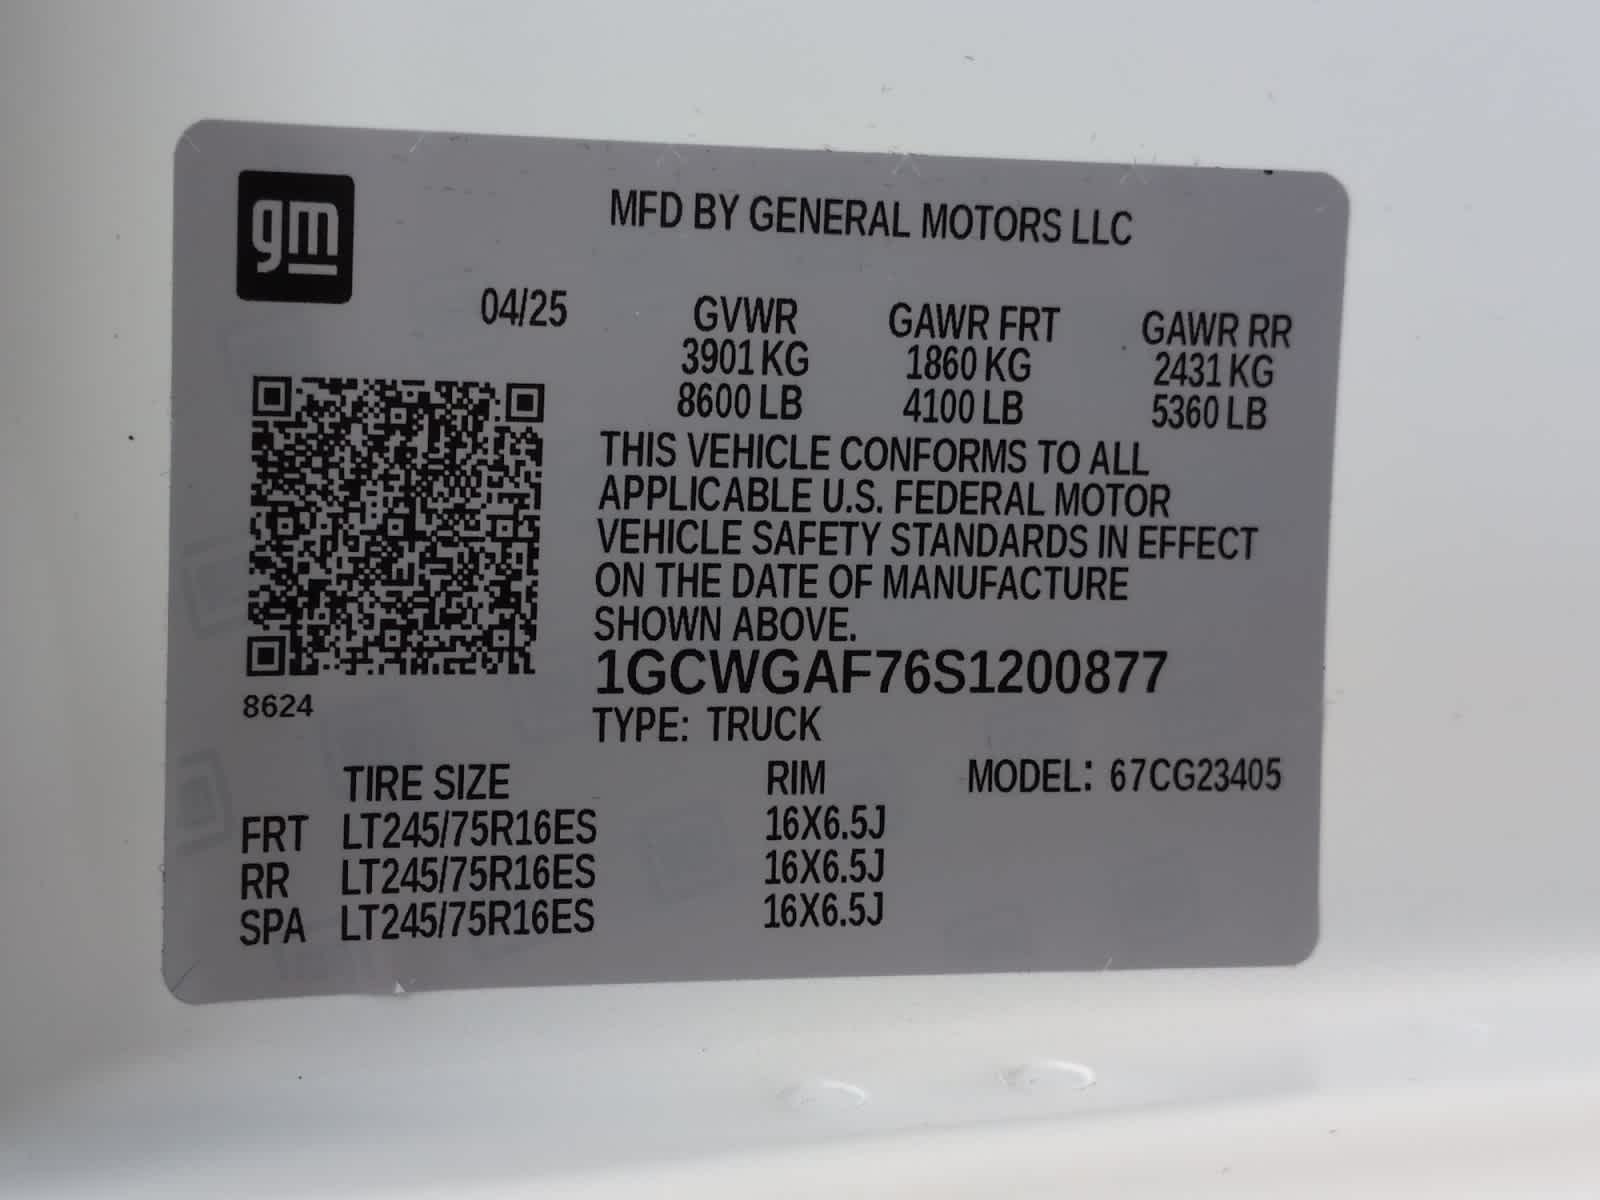 gm
MFD BY GENERAL MOTORS LLC
04/25 GVWR GAWR FRT GAWR RR
3901 KG 1860 KG 2431 KG
8600 LB 4100 LB 5360 LB
THIS VEHICLE CONFORMS TO ALL
APPLICABLE U.S. FEDERAL MOTOR
VEHICLE SAFETY STANDARDS IN EFFECT
ON THE DATE OF MANUFACTURE
SHOWN ABOVE.
1GCWGAF76S1200877
8624
TYPE: TRUCK
TIRE SIZE RIM MODEL: 67CG23405
FRT LT245/75R16ES 16X6.5J
RR LT245/75R16ES 16X6.5J
SPA LT245/75R16ES 16X6.5J